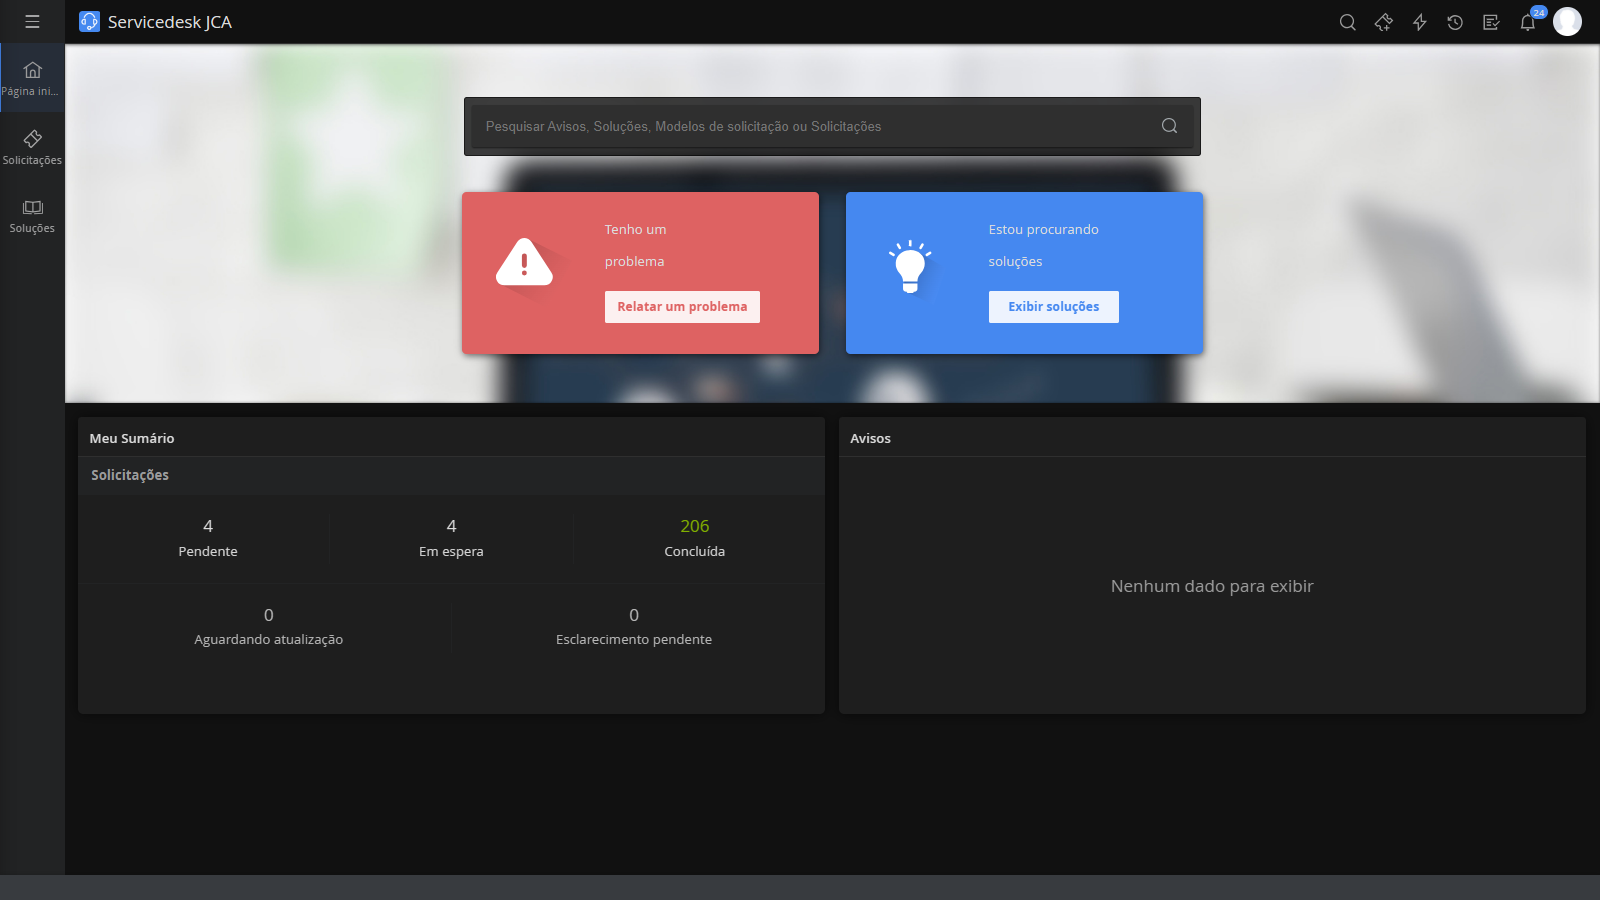 Servicedesk JCA
24
Página ini...
Solicitações
Soluções
Pesquisar Avisos, Soluções, Modelos de solicitação ou Solicitações
Tenho um
problema
Relatar um problema
Estou procurando
soluções
Exibir soluções
Meu Sumário
Solicitações
4
Pendente
4
Em espera
206
Concluída
0
Aguardando atualização
0
Esclarecimento pendente
Avisos
Nenhum dado para exibir